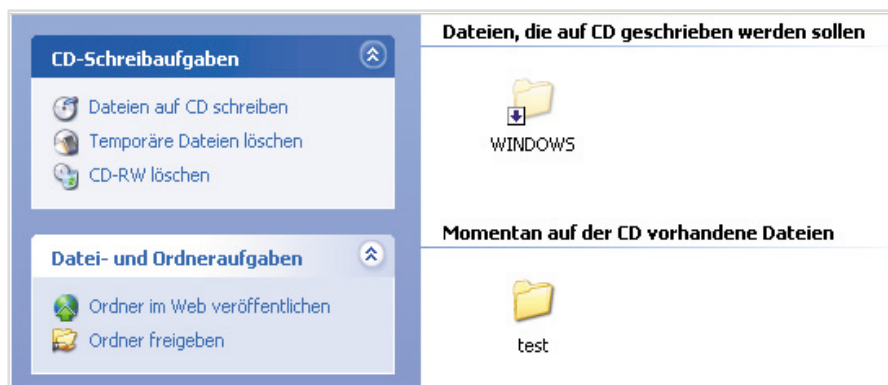 CD-Schreibaufgaben
Dateien auf CD schreiben
Temporäre Dateien löschen
CD-RW löschen
Datei- und Ordneraufgaben
Ordner im Web veröffentlichen
Ordner freigeben
Dateien, die auf CD geschrieben werden sollen
WINDOWS
Momentan auf der CD vorhandene Dateien
test